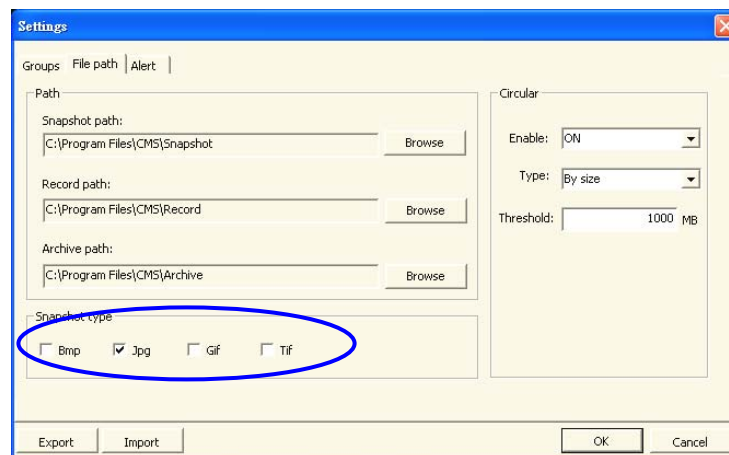 Settings
Groups File path Alert
Path
Snapshot path:
C:\Program Files\CMS\Snapshot Browse
Record path:
C:\Program Files\CMS\Record Browse
Archive path:
C:\Program Files\CMS\Archive Browse
Snapshot type
Bmp Jpg Gif Tif
Circular
Enable: ON
Type: By size
Threshold: 1000 MB
Export Import OK Cancel